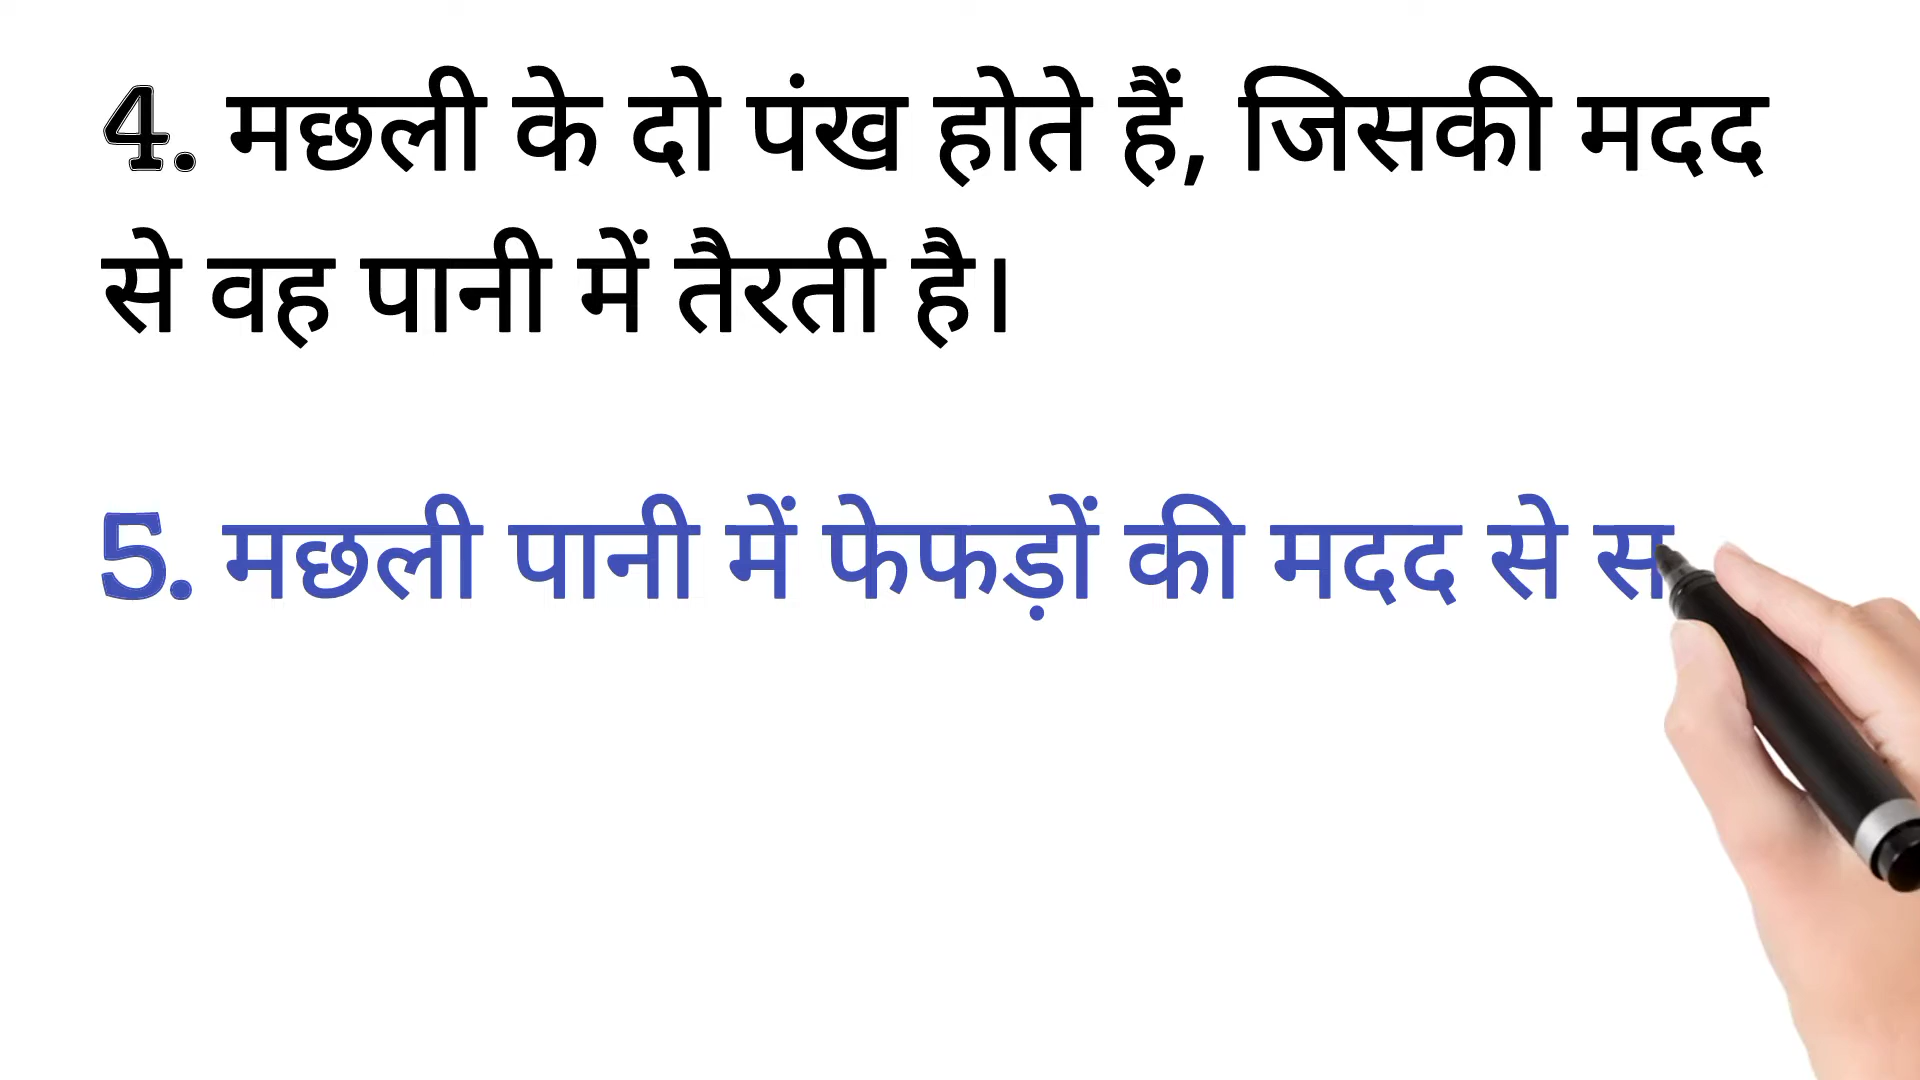 4. मछली के दो पंख होते हैं, जिसकी मदद
से वह पानी में तैरती है।
5. मछली पानी में फेफड़ों की मदद से स